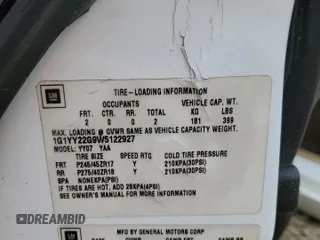 GM
TIRE-LOADING INFORMATION
OCCUPANTS VEHICLE CAP. WT.
FRT. CTR. RR. TOTAL KG LBS
2 0 0 2 181 399
MAX. LOADING @ GVWR SAME AS VEHICLE CAPACITY WEIGHT.
1G1YY22G9W5122927
MODEL: YY07 YAA
TIRE SIZE SPEED RTG COLD TIRE PRESSURE
FRT P245/45ZR17 210KPA(30PSI)
RR P275/40ZR18 210KPA(30PSI)
SPA NONEKPA(PSI)
IF TIRES ARE HOT, ADD 28KPA(4PSI)
SEE OWNER'S MANUAL FOR MORE INFORMATION
GM
MFD BY GENERAL MOTORS CORP